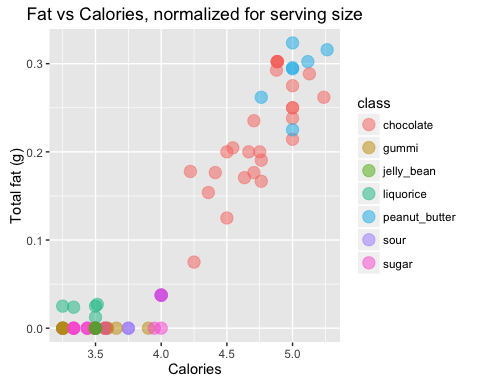 Fat vs Calories, normalized for serving size
Total fat (g)
0.3
0.2
0.1
0.0
3.5 4.0 4.5 5.0
Calories
class
chocolate
gummi
jelly_bean
liquorice
peanut_butter
sour
sugar